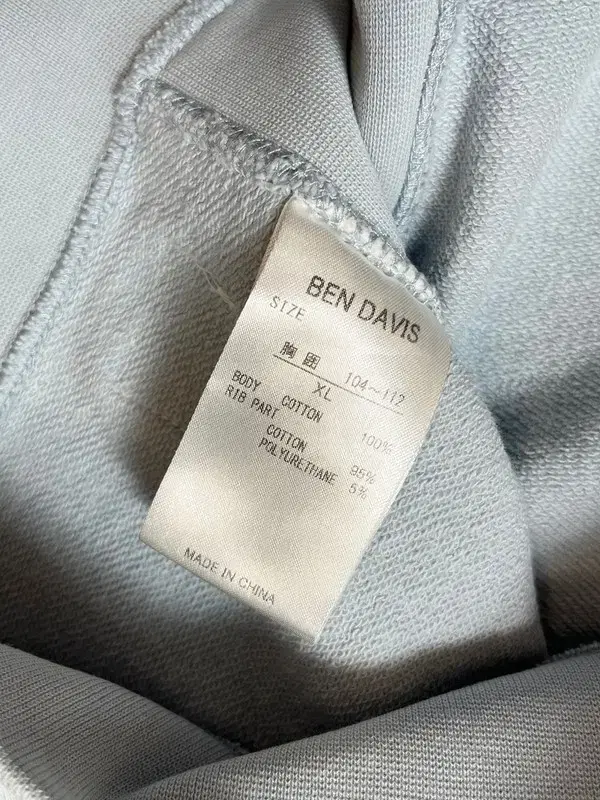 BEN DAVIS
SIZE
胸囲 104~112
XL
BODY
COTTON 100%
RIB PART
COTTON 95%
POLYURETHANE 5%
MADE IN CHINA